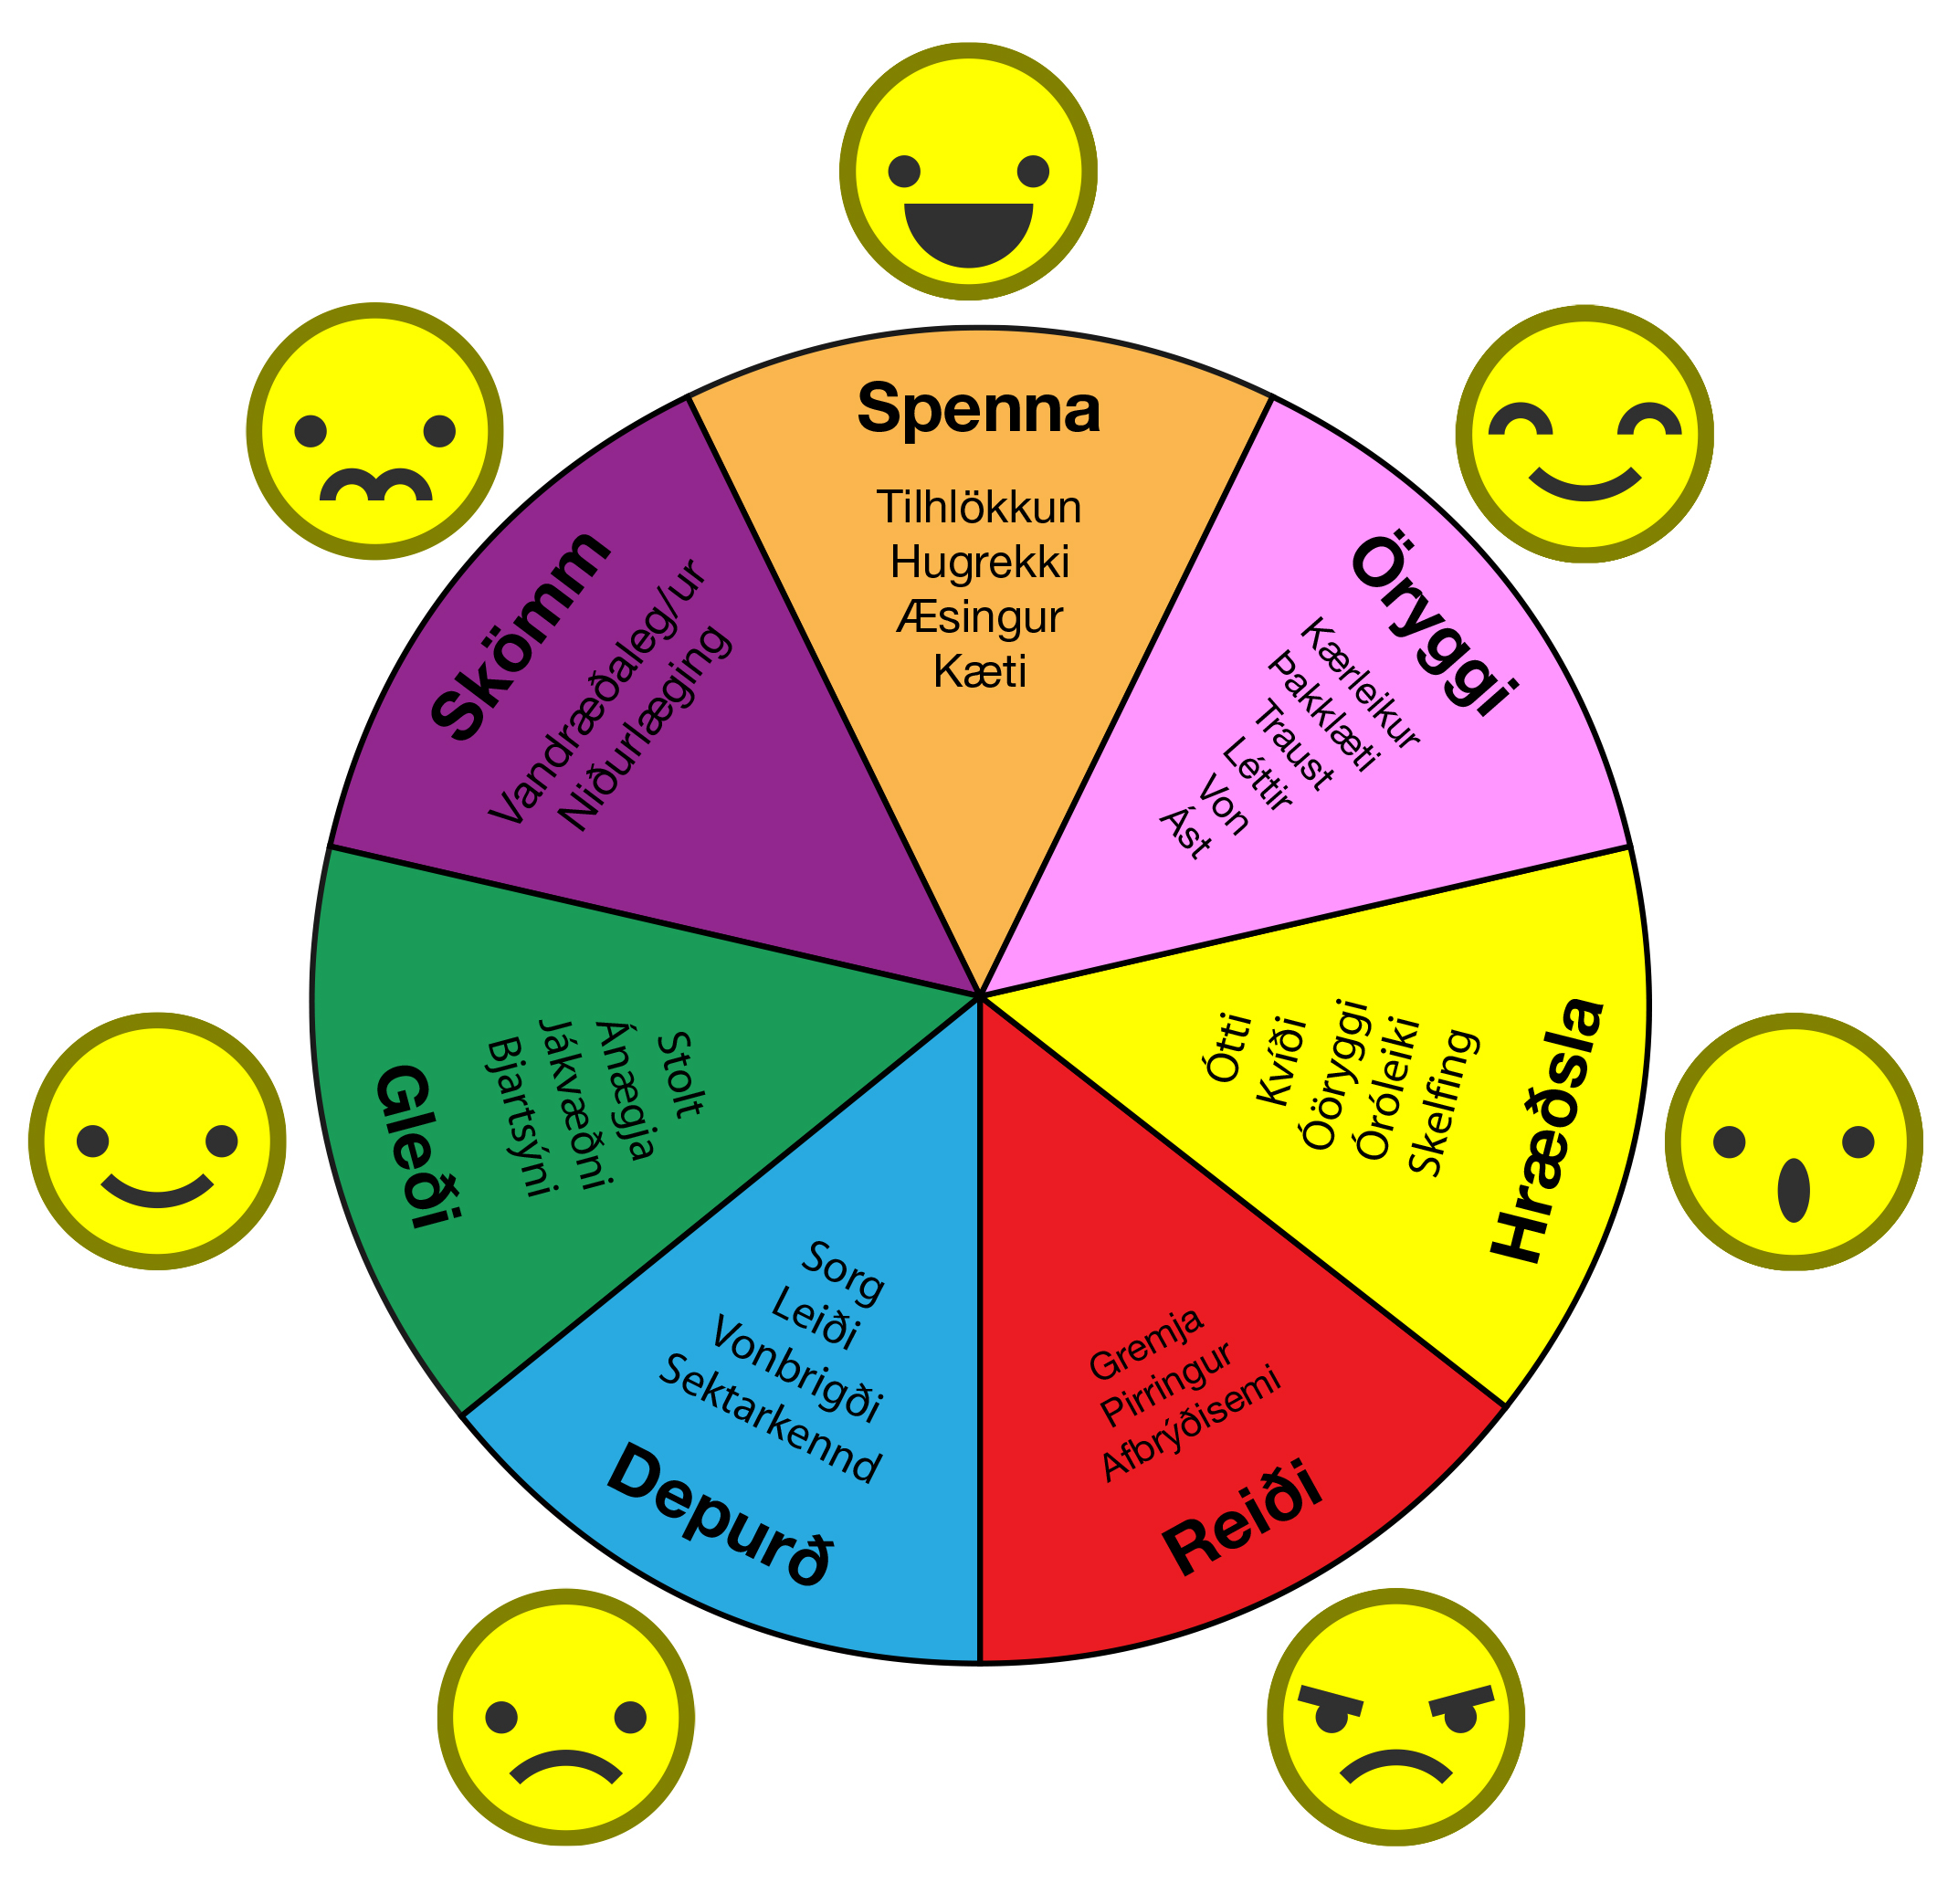 Spenna
Tilhlökkun
Hugrekki
Æsingur
Kæti
Öryggi
Kærleikur
Þakklæti
Traust
Léttir
Von
Ást
Hræðsla
Ótti
Kvíði
Óöryggi
Óróleiki
Skelfing
Gremja
Pirringur
Afbrýðisemi
Reiði
Sorg
Leiði
Vonbrigði
Sektarkennd
Depurð
Gleði
Stolt
Ánægja
Jákvæðni
Bjartsýni
Skömm
Vandræðaleg/ur
Niðurlæging